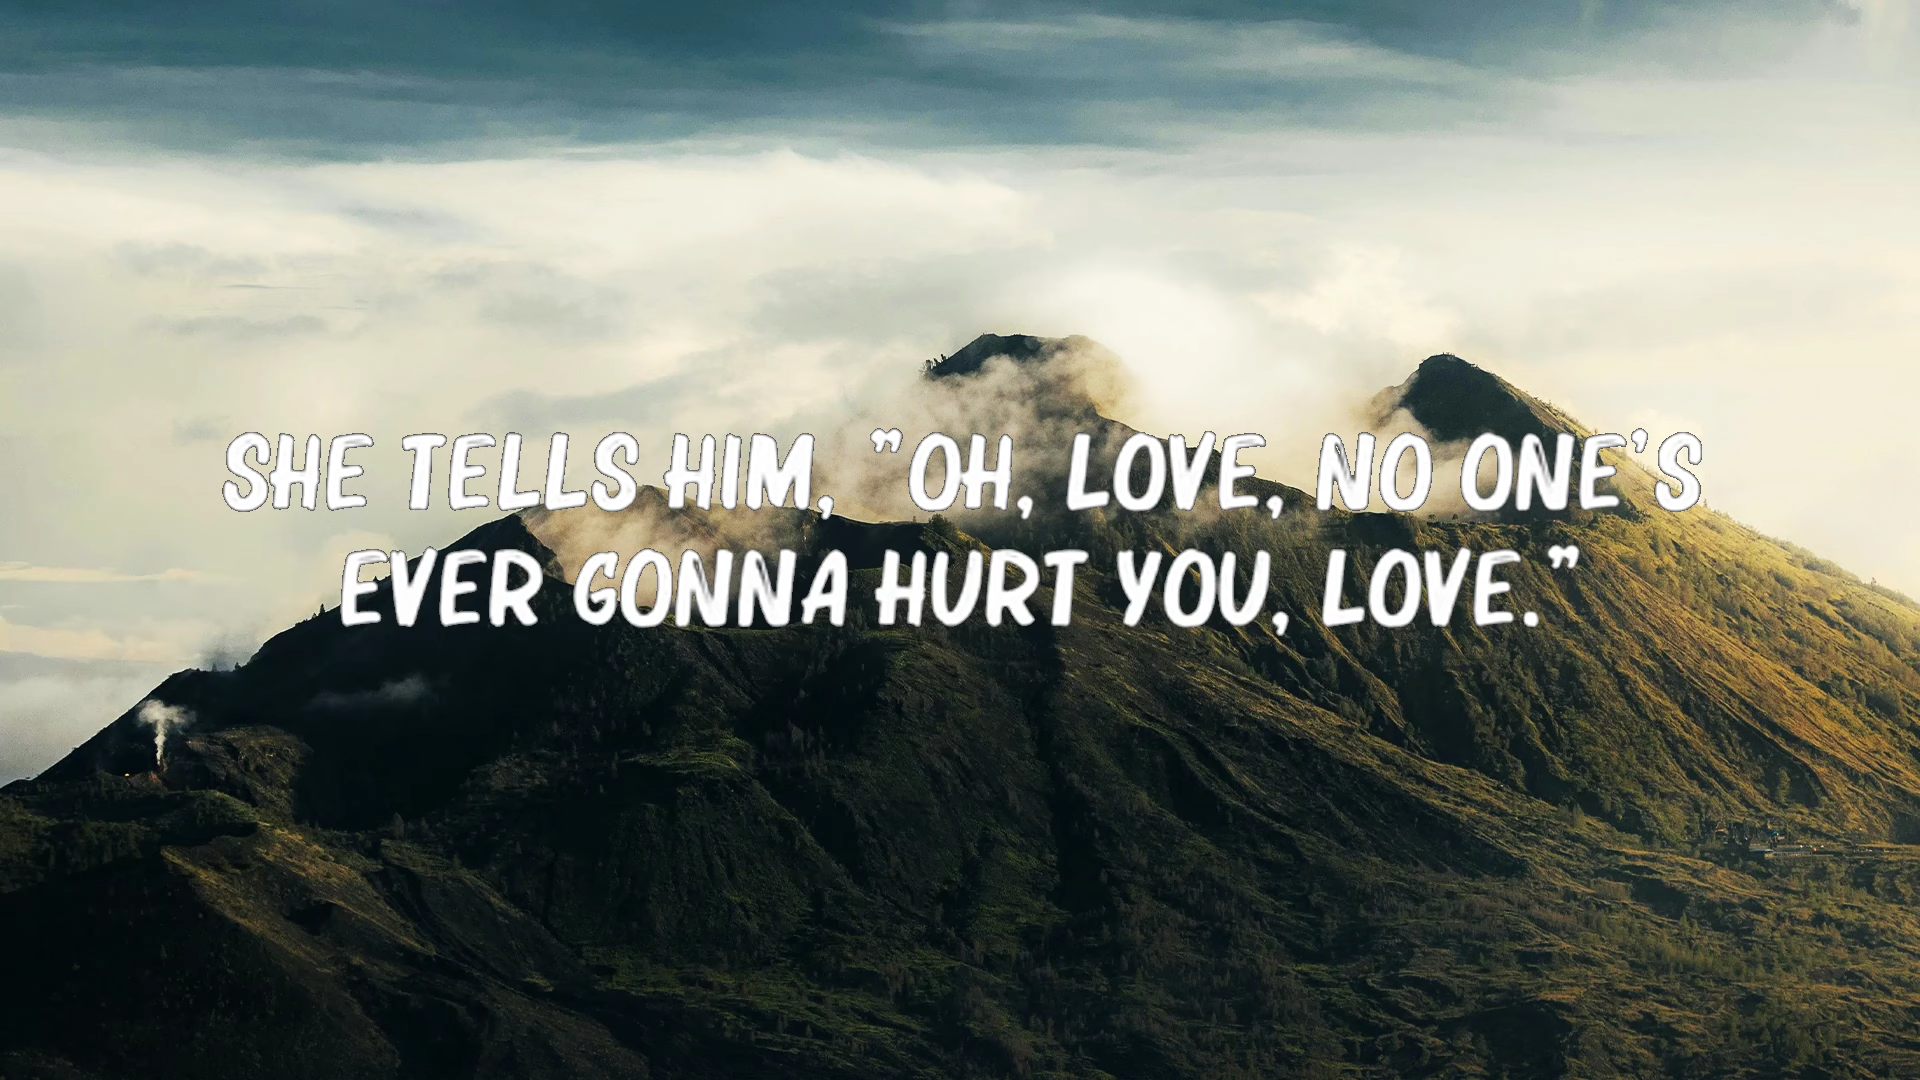 SHE TELLS HIM, "OH, LOVE, NO ONE'S
EVER GONNA HURT YOU, LOVE."